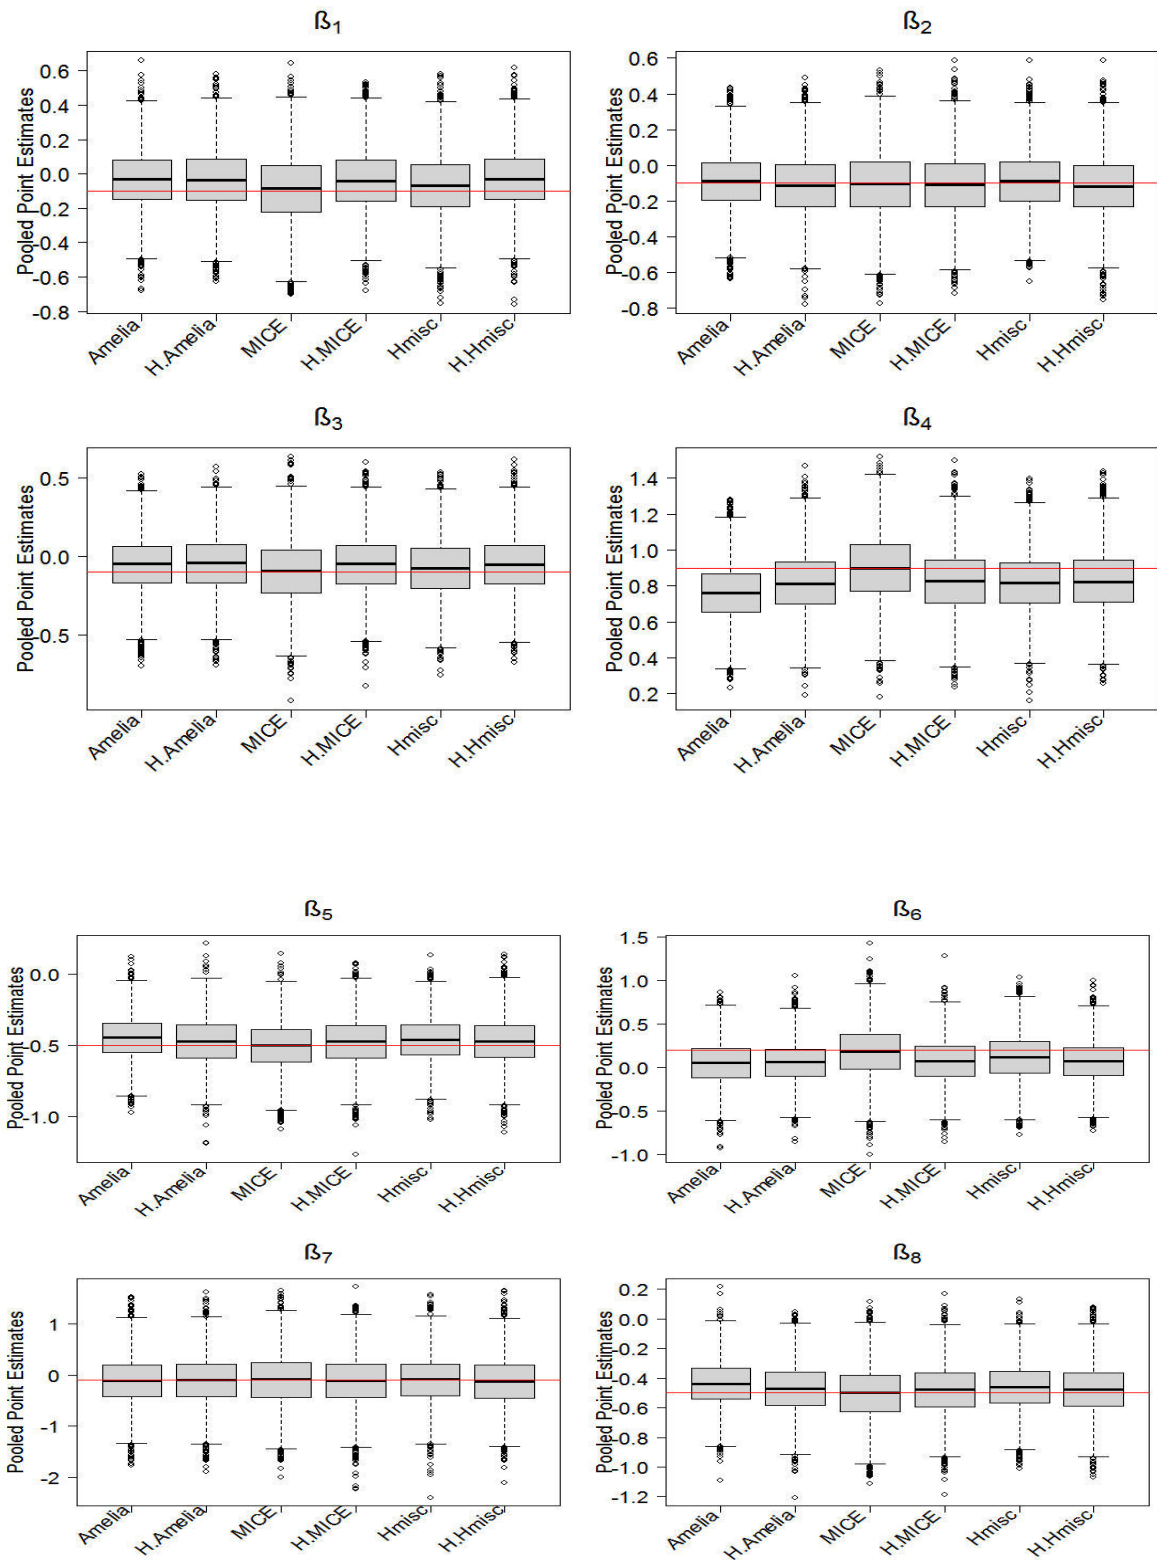 ß1
ß2
Pooled Point Estimates
0.6
0.4
0.2
0.0
-0.2
-0.4
-0.6
-0.8
Amelia
H.Amelia
MICE
H.MICE
Hmisc
H.Hmisc
Pooled Point Estimates
0.6
0.4
0.2
0.0
-0.2
-0.4
-0.6
-0.8
Amelia
H.Amelia
MICE
H.MICE
Hmisc
H.Hmisc
ß3
ß4
Pooled Point Estimates
0.5
0.0
-0.5
Amelia
H.Amelia
MICE
H.MICE
Hmisc
H.Hmisc
Pooled Point Estimates
1.4
1.2
1.0
0.8
0.6
0.4
0.2
Amelia
H.Amelia
MICE
H.MICE
Hmisc
H.Hmisc
ß5
ß6
Pooled Point Estimates
0.0
-0.5
-1.0
Amelia
H.Amelia
MICE
H.MICE
Hmisc
H.Hmisc
Pooled Point Estimates
1.5
1.0
0.5
0.0
-0.5
-1.0
Amelia
H.Amelia
MICE
H.MICE
Hmisc
H.Hmisc
ß7
ß8
Pooled Point Estimates
1
0
-1
-2
Amelia
H.Amelia
MICE
H.MICE
Hmisc
H.Hmisc
Pooled Point Estimates
0.2
0.0
-0.2
-0.4
-0.6
-0.8
-1.0
-1.2
Amelia
H.Amelia
MICE
H.MICE
Hmisc
H.Hmisc